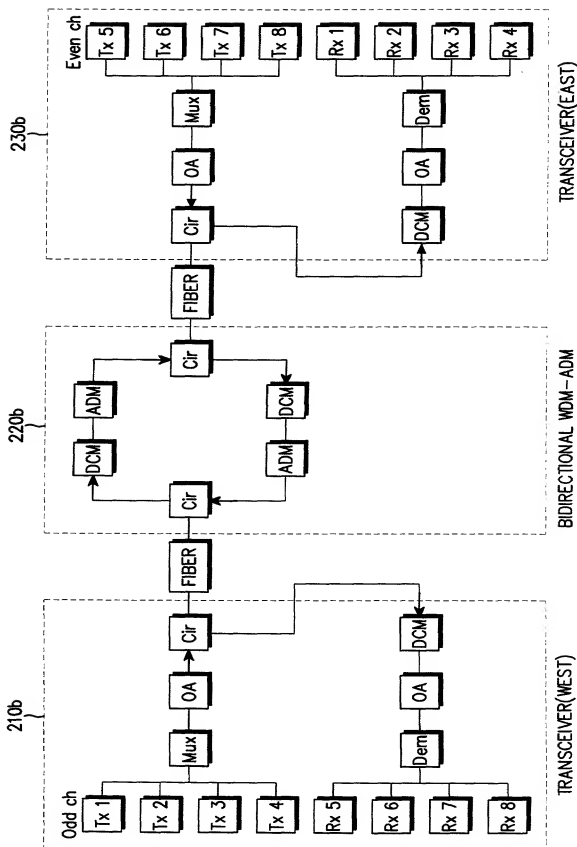 210b
220b
230b
Odd ch
Tx 1
Tx 2
Tx 3
Tx 4
Mux
OA
Cir
FIBER
Rx 5
Rx 6
Rx 7
Rx 8
Dem
OA
DCM
TRANSCEIVER(WEST)
Cir
DCM
ADM
Cir
ADM
DCM
BIDIRECTIONAL WDM-ADM
FIBER
Cir
OA
Mux
Even ch
Tx 5
Tx 6
Tx 7
Tx 8
DCM
OA
Dem
Rx 1
Rx 2
Rx 3
Rx 4
TRANSCEIVER(EAST)